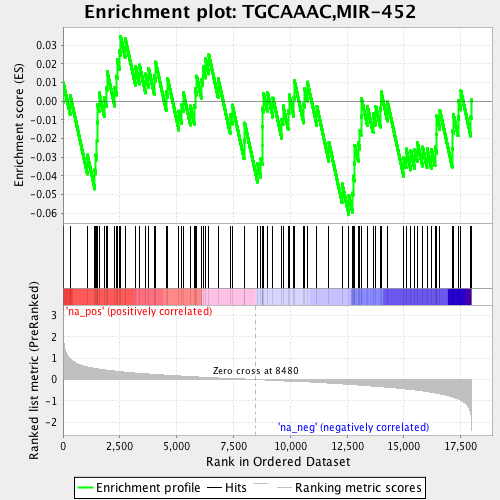 Enrichment plot: TGCAAAC,MIR-452
Enrichment score (ES)
0.03
0.02
0.01
0.00
-0.01
-0.02
-0.03
-0.04
-0.05
-0.06
'na_pos' (positively correlated)
Ranked list metric (PreRanked)
3
2
1
0
-1
-2
Zero cross at 8480
'na_neg' (negatively correlated)
0
2,500
5,000
7,500
10,000
12,500
15,000
17,500
Rank in Ordered Dataset
Enrichment profile
Hits
Ranking metric scores